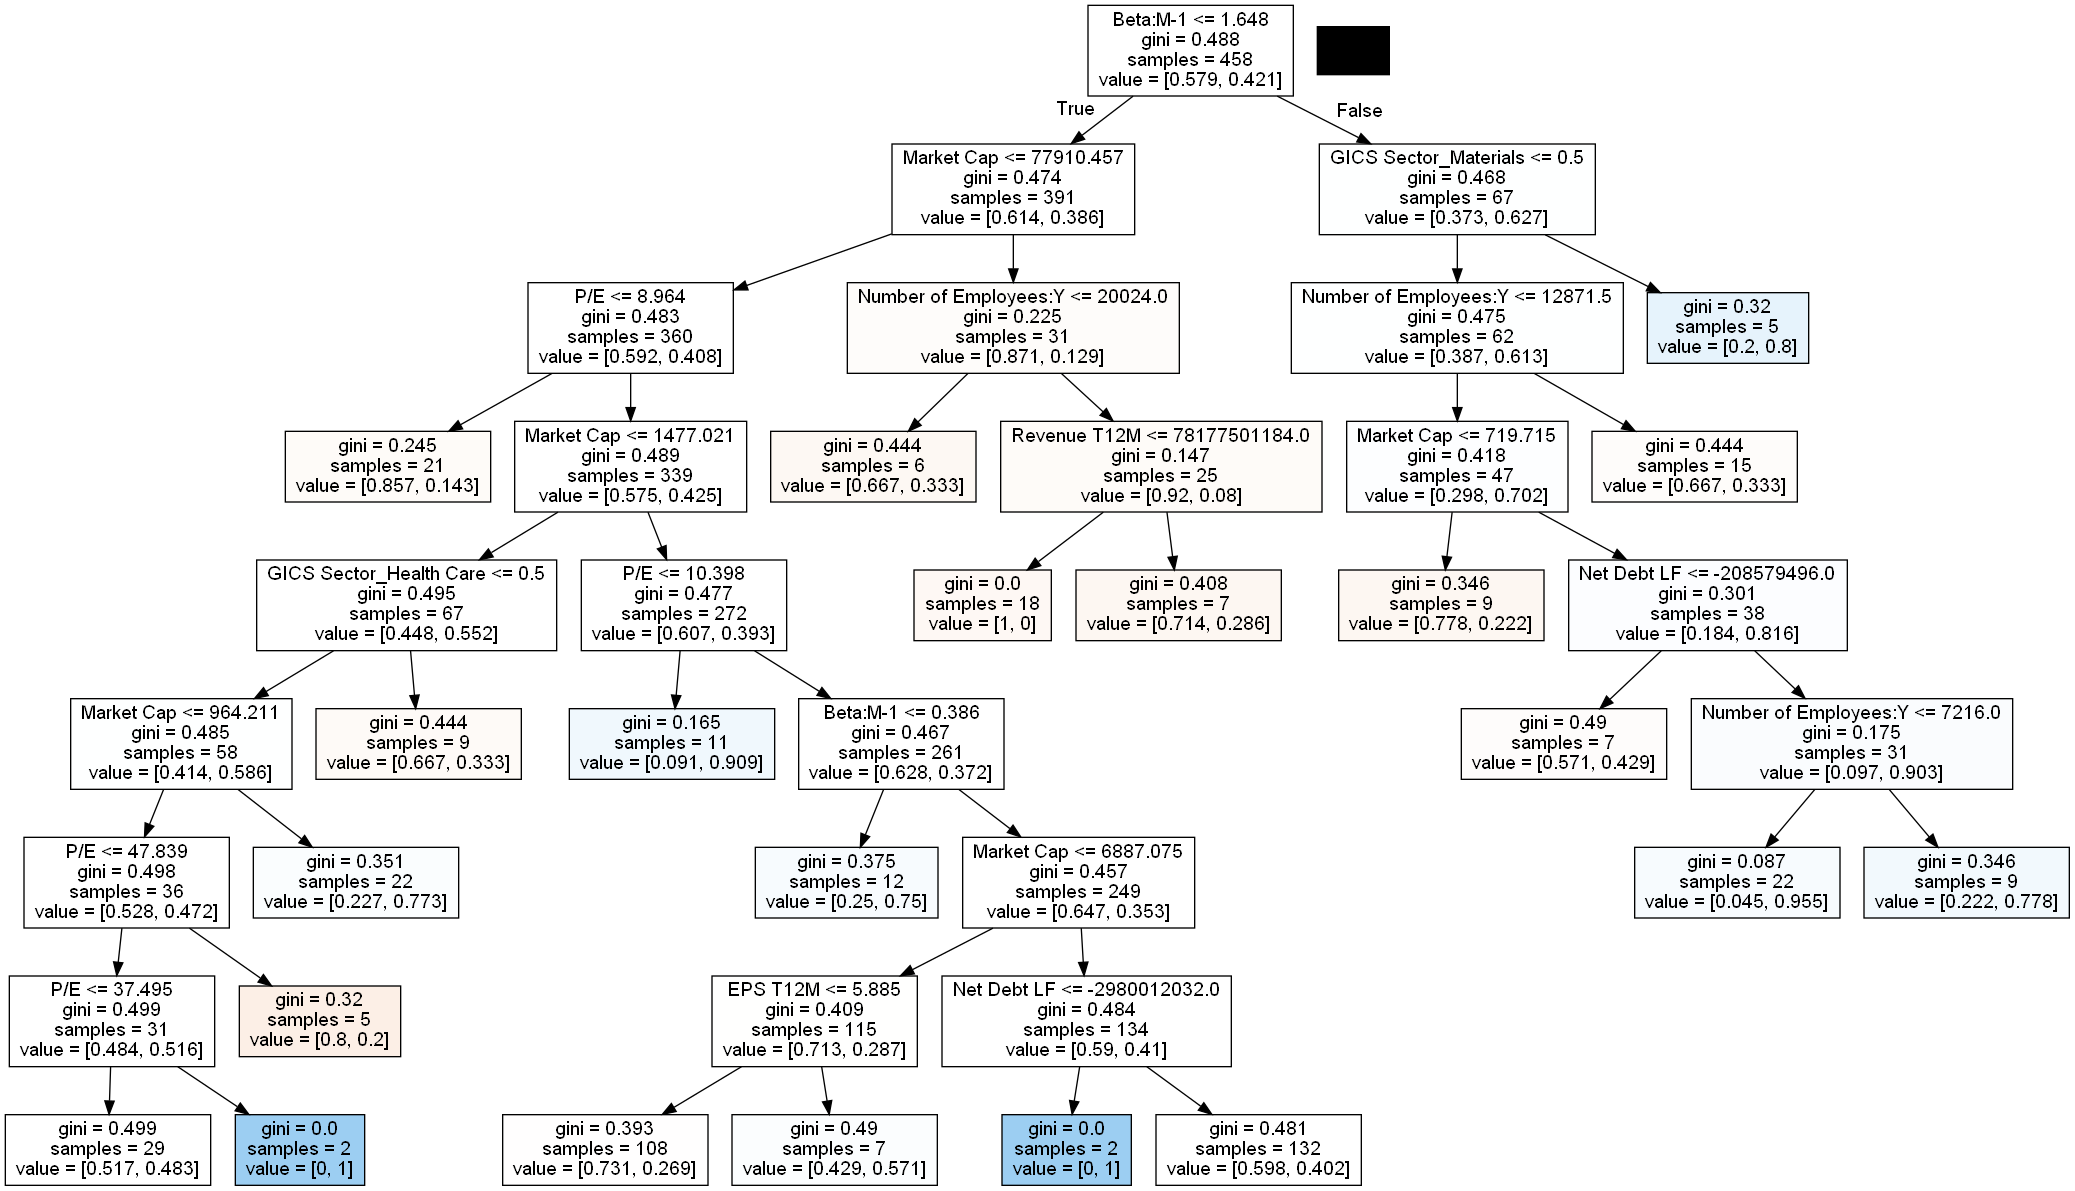 Beta:M-1 <= 1.648
gini = 0.488
samples = 458
value = [0.579, 0.421]
True
False
Market Cap <= 77910.457
gini = 0.474
samples = 391
value = [0.614, 0.386]
GICS Sector_Materials <= 0.5
gini = 0.468
samples = 67
value = [0.373, 0.627]
P/E <= 8.964
gini = 0.483
samples = 360
value = [0.592, 0.408]
Number of Employees:Y <= 20024.0
gini = 0.225
samples = 31
value = [0.871, 0.129]
Number of Employees:Y <= 12871.5
gini = 0.475
samples = 62
value = [0.387, 0.613]
gini = 0.32
samples = 5
value = [0.2, 0.8]
gini = 0.245
samples = 21
value = [0.857, 0.143]
Market Cap <= 1477.021
gini = 0.489
samples = 339
value = [0.575, 0.425]
gini = 0.444
samples = 6
value = [0.667, 0.333]
Revenue T12M <= 78177501184.0
gini = 0.147
samples = 25
value = [0.92, 0.08]
Market Cap <= 719.715
gini = 0.418
samples = 47
value = [0.298, 0.702]
gini = 0.444
samples = 15
value = [0.667, 0.333]
GICS Sector_Health Care <= 0.5
gini = 0.495
samples = 67
value = [0.448, 0.552]
P/E <= 10.398
gini = 0.477
samples = 272
value = [0.607, 0.393]
gini = 0.0
samples = 18
value = [1, 0]
gini = 0.408
samples = 7
value = [0.714, 0.286]
gini = 0.346
samples = 9
value = [0.778, 0.222]
Net Debt LF <= -208579496.0
gini = 0.301
samples = 38
value = [0.184, 0.816]
Market Cap <= 964.211
gini = 0.485
samples = 58
value = [0.414, 0.586]
gini = 0.444
samples = 9
value = [0.667, 0.333]
gini = 0.165
samples = 11
value = [0.091, 0.909]
Beta:M-1 <= 0.386
gini = 0.467
samples = 261
value = [0.628, 0.372]
gini = 0.49
samples = 7
value = [0.571, 0.429]
Number of Employees:Y <= 7216.0
gini = 0.175
samples = 31
value = [0.097, 0.903]
P/E <= 47.839
gini = 0.498
samples = 36
value = [0.528, 0.472]
gini = 0.351
samples = 22
value = [0.227, 0.773]
gini = 0.375
samples = 12
value = [0.25, 0.75]
Market Cap <= 6887.075
gini = 0.457
samples = 249
value = [0.647, 0.353]
gini = 0.087
samples = 22
value = [0.045, 0.955]
gini = 0.346
samples = 9
value = [0.222, 0.778]
P/E <= 37.495
gini = 0.499
samples = 31
value = [0.484, 0.516]
gini = 0.32
samples = 5
value = [0.8, 0.2]
EPS T12M <= 5.885
gini = 0.409
samples = 115
value = [0.713, 0.287]
Net Debt LF <= -2980012032.0
gini = 0.484
samples = 134
value = [0.59, 0.41]
gini = 0.499
samples = 29
value = [0.517, 0.483]
gini = 0.0
samples = 2
value = [0, 1]
gini = 0.393
samples = 108
value = [0.731, 0.269]
gini = 0.49
samples = 7
value = [0.429, 0.571]
gini = 0.0
samples = 2
value = [0, 1]
gini = 0.481
samples = 132
value = [0.598, 0.402]